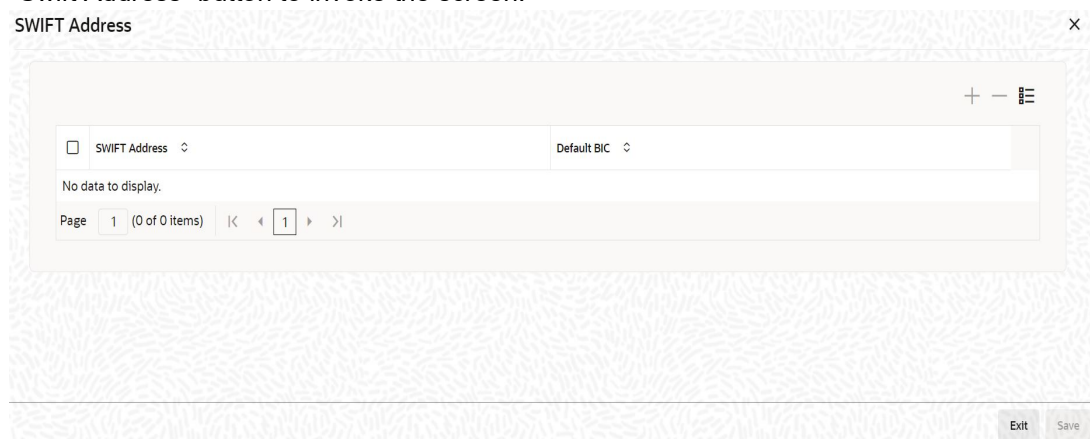 SWIFT Address
SWIFT Address Default BIC
No data to display.
Page 1 (0 of 0 items) 1
Exit Save